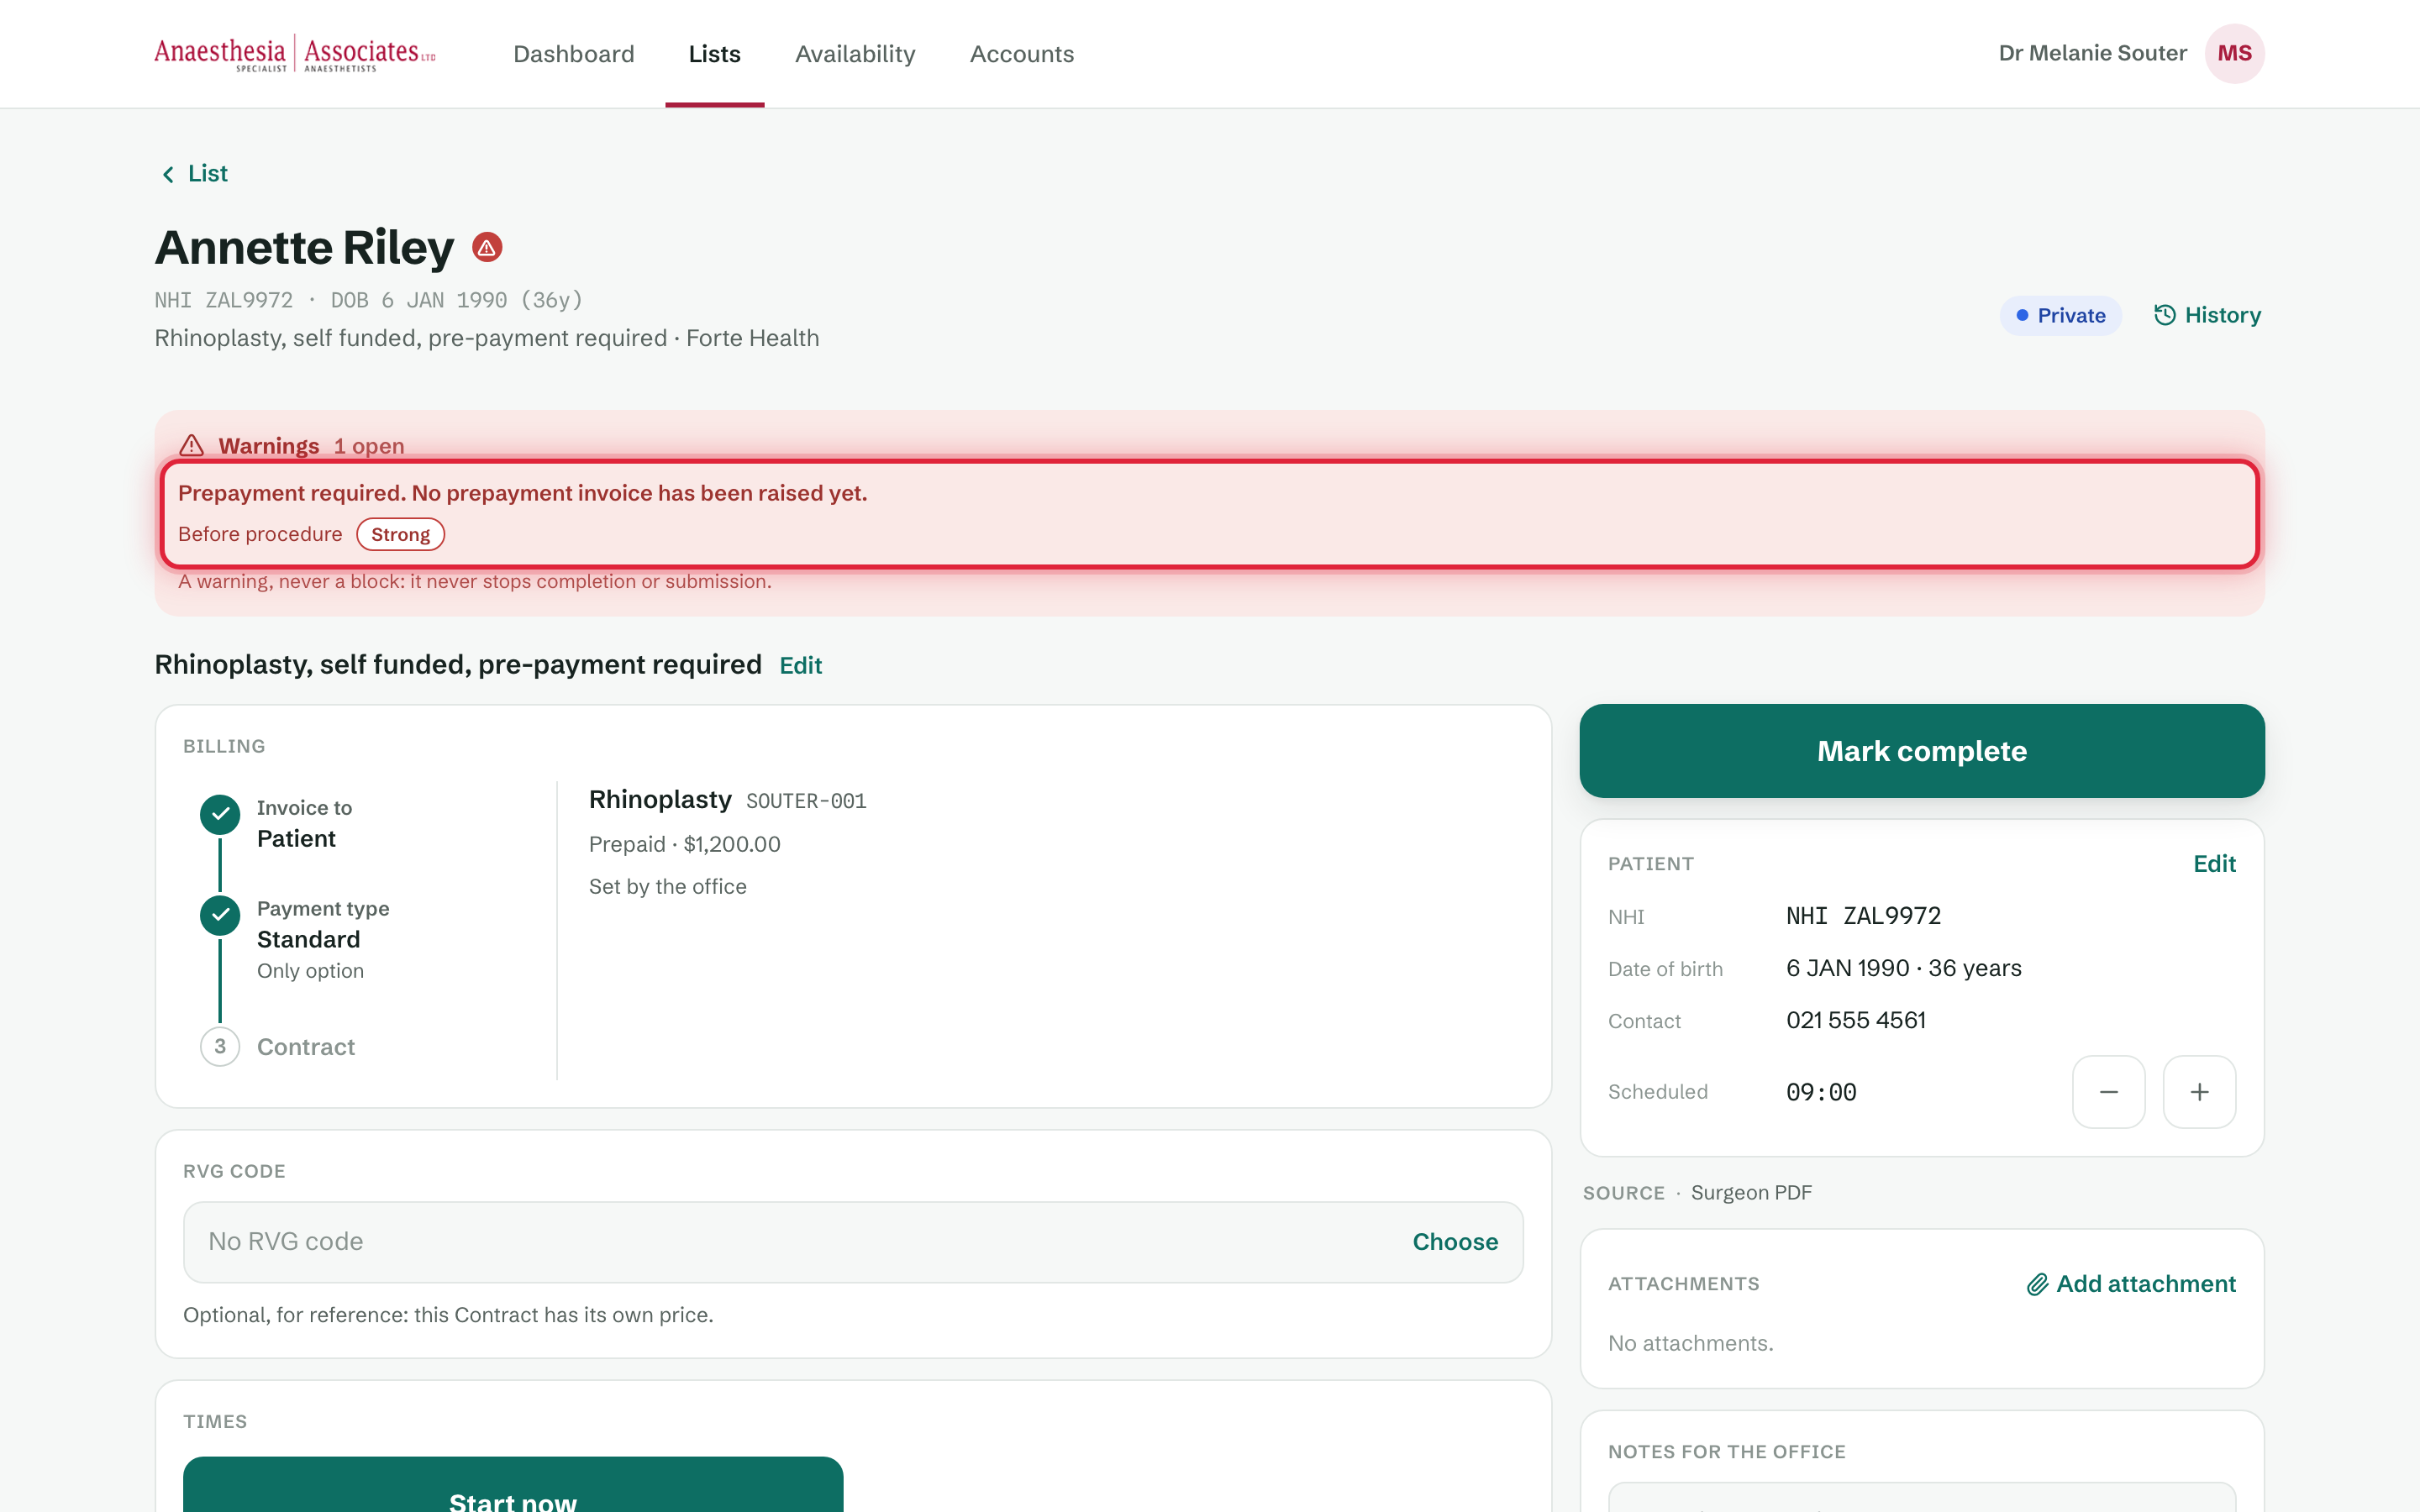 Anaesthesia | Associates LTD
SPECIALIST ANAESTHETISTS
Dashboard
Lists
Availability
Accounts
Dr Melanie Souter
MS
List
Annette Riley
NHI ZAL9972 · DOB 6 JAN 1990 (36y)
Rhinoplasty, self funded, pre-payment required · Forte Health
Private
History
Warnings 1 open
Prepayment required. No prepayment invoice has been raised yet.
Before procedure Strong
A warning, never a block: it never stops completion or submission.
Rhinoplasty, self funded, pre-payment required Edit
BILLING
Invoice to
Patient
Payment type
Standard
Only option
3 Contract
Rhinoplasty SOUTER-001
Prepaid · $1,200.00
Set by the office
RVG CODE
No RVG code
Choose
Optional, for reference: this Contract has its own price.
TIMES
Start now
Mark complete
PATIENT
Edit
NHI NHI ZAL9972
Date of birth 6 JAN 1990 · 36 years
Contact 021 555 4561
Scheduled 09:00 − +
SOURCE · Surgeon PDF
ATTACHMENTS
Add attachment
No attachments.
NOTES FOR THE OFFICE